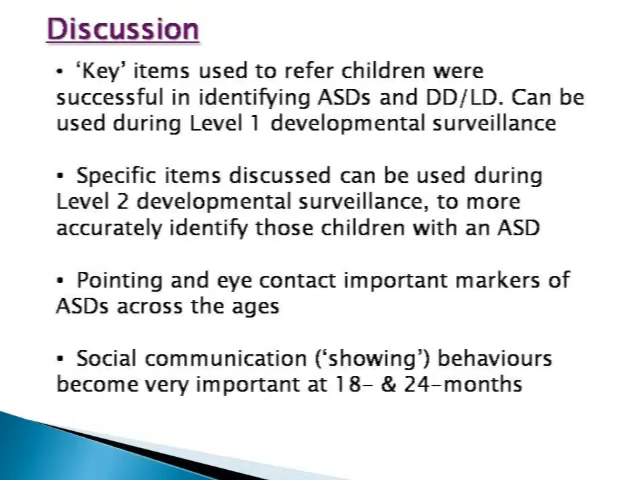 Discussion
• ‘Key’ items used to refer children were
successful in identifying ASDs and DD/LD. Can be
used during Level 1 developmental surveillance
▪ Specific items discussed can be used during
Level 2 developmental surveillance, to more
accurately identify those children with an ASD
▪ Pointing and eye contact important markers of
ASDs across the ages
▪ Social communication (‘showing’) behaviours
become very important at 18- & 24-months